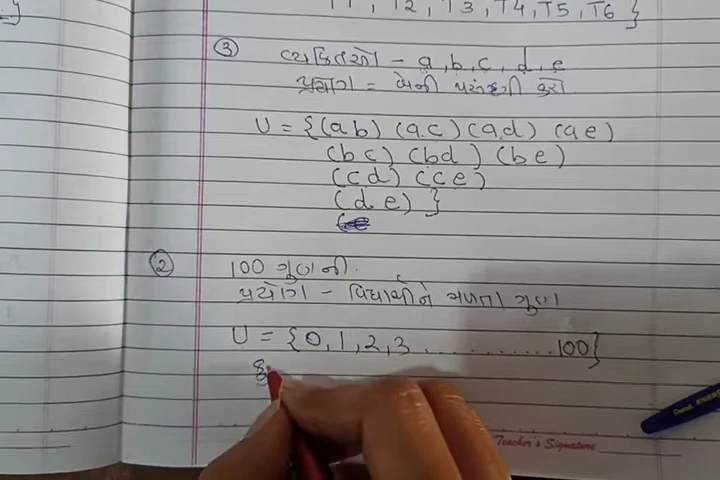 T1, T2, T3, T4, T5, T6 }
③ વ્યક્તિઓ - a, b, c, d, e
પ્રયોગ = બેની પસંદગી કરો
U = {(a b) (a.c) (a,d) (a e)
(b c) (b d ) (b e)
(c d) (c e)
(d. e) }
② 100 ગુણની.
પ્રયોગ - વિદ્યાર્થીને મળતા ગુણ
U = {0, 1, 2, 3 ............ 100}
Teacher's Signature